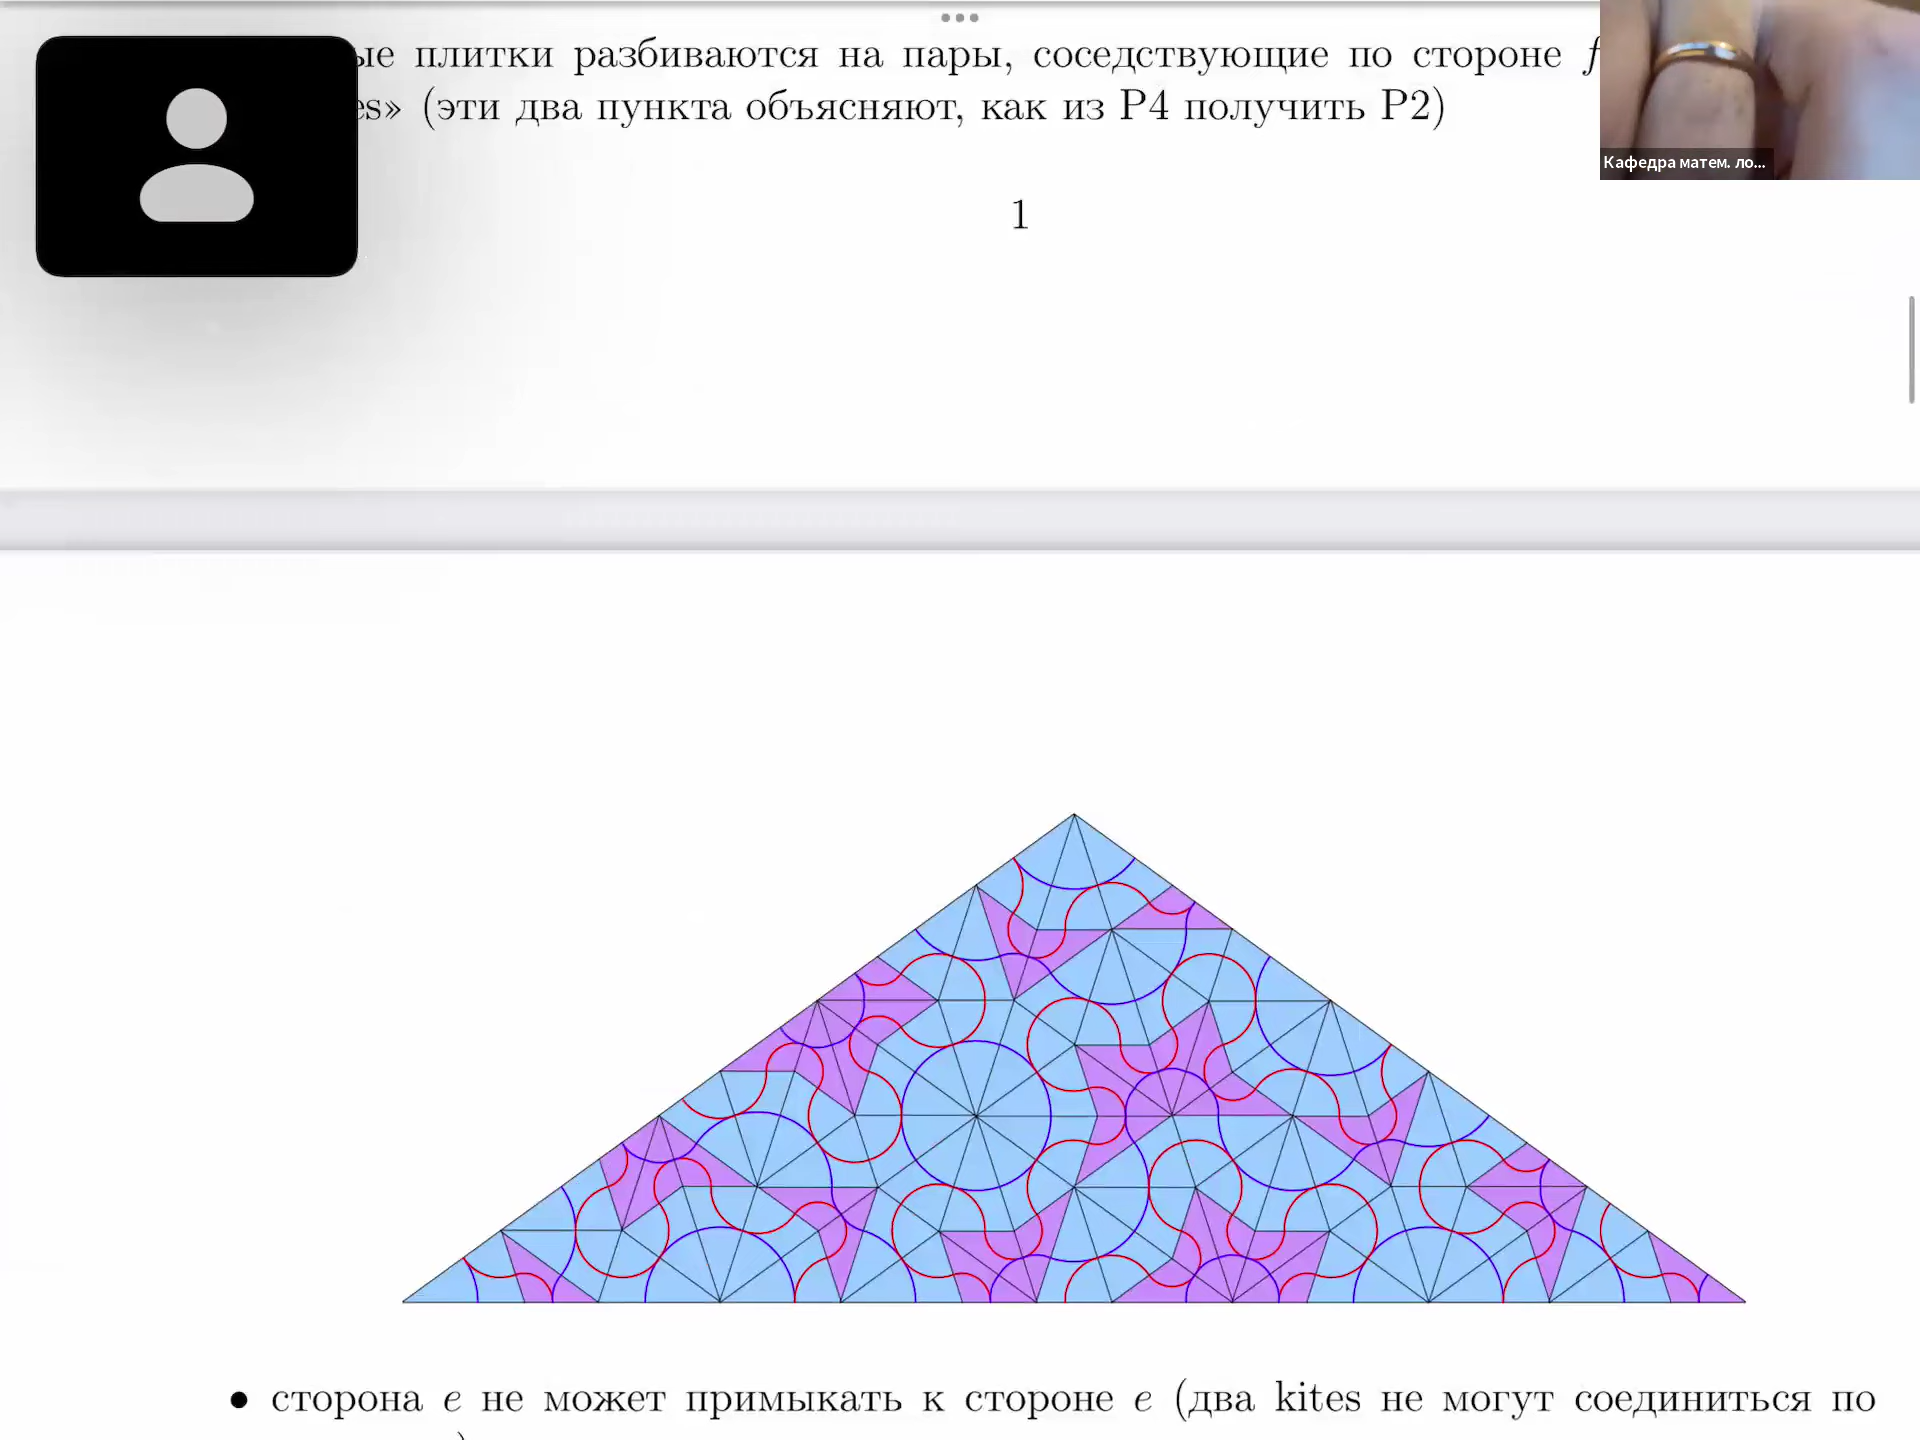 ые плитки разбиваются на пары, соседствующие по стороне f
es» (эти два пункта объясняют, как из P4 получить P2)
Кафедра матем. ло...
1
• сторона e не может примыкать к стороне e (два kites не могут соединиться по